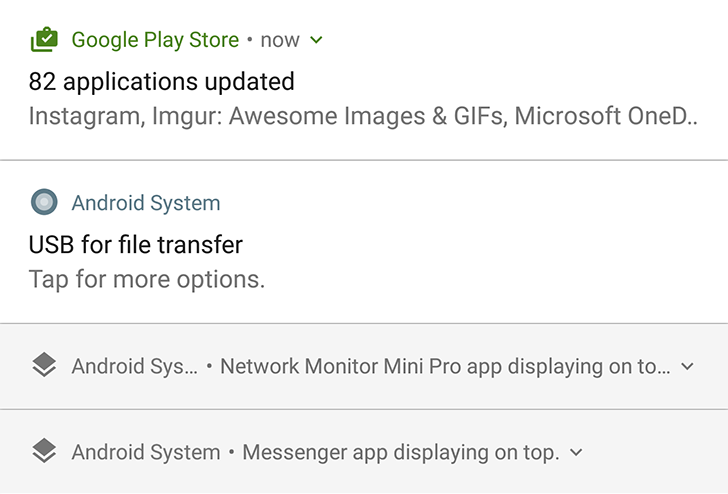 Google Play Store • now
82 applications updated
Instagram, Imgur: Awesome Images & GIFs, Microsoft OneD..
Android System
USB for file transfer
Tap for more options.
Android Sys... • Network Monitor Mini Pro app displaying on to...
Android System • Messenger app displaying on top.